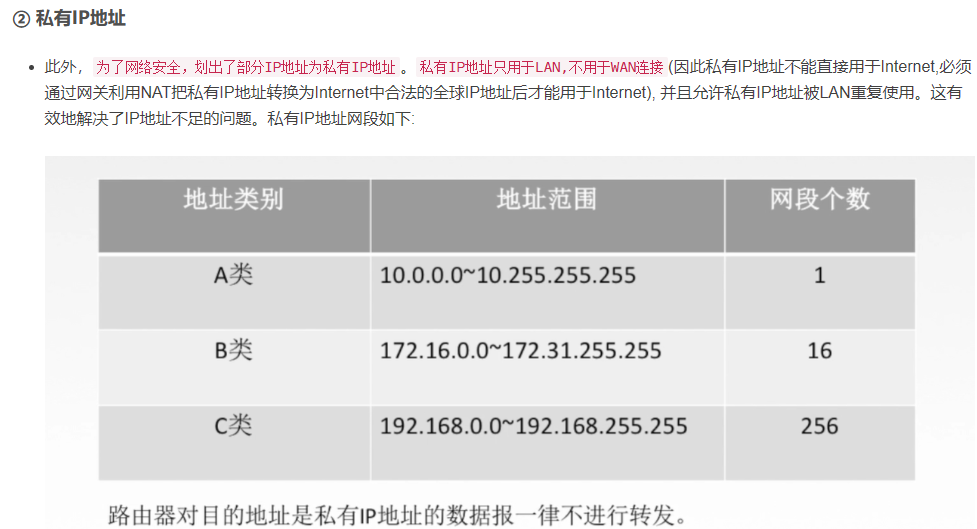 ② 私有IP地址
• 此外，为了网络安全，划出了部分IP地址为私有IP地址 。 私有IP地址只用于LAN,不用于WAN连接 (因此私有IP地址不能直接用于Internet,必须
通过网关利用NAT把私有IP地址转换为Internet中合法的全球IP地址后才能用于Internet), 并且允许私有IP地址被LAN重复使用。这有
效地解决了IP地址不足的问题。私有IP地址网段如下:
地址类别 地址范围 网段个数
A类 10.0.0.0~10.255.255.255 1
B类 172.16.0.0~172.31.255.255 16
C类 192.168.0.0~192.168.255.255 256
路由器对目的地址是私有IP地址的数据报一律不进行转发。